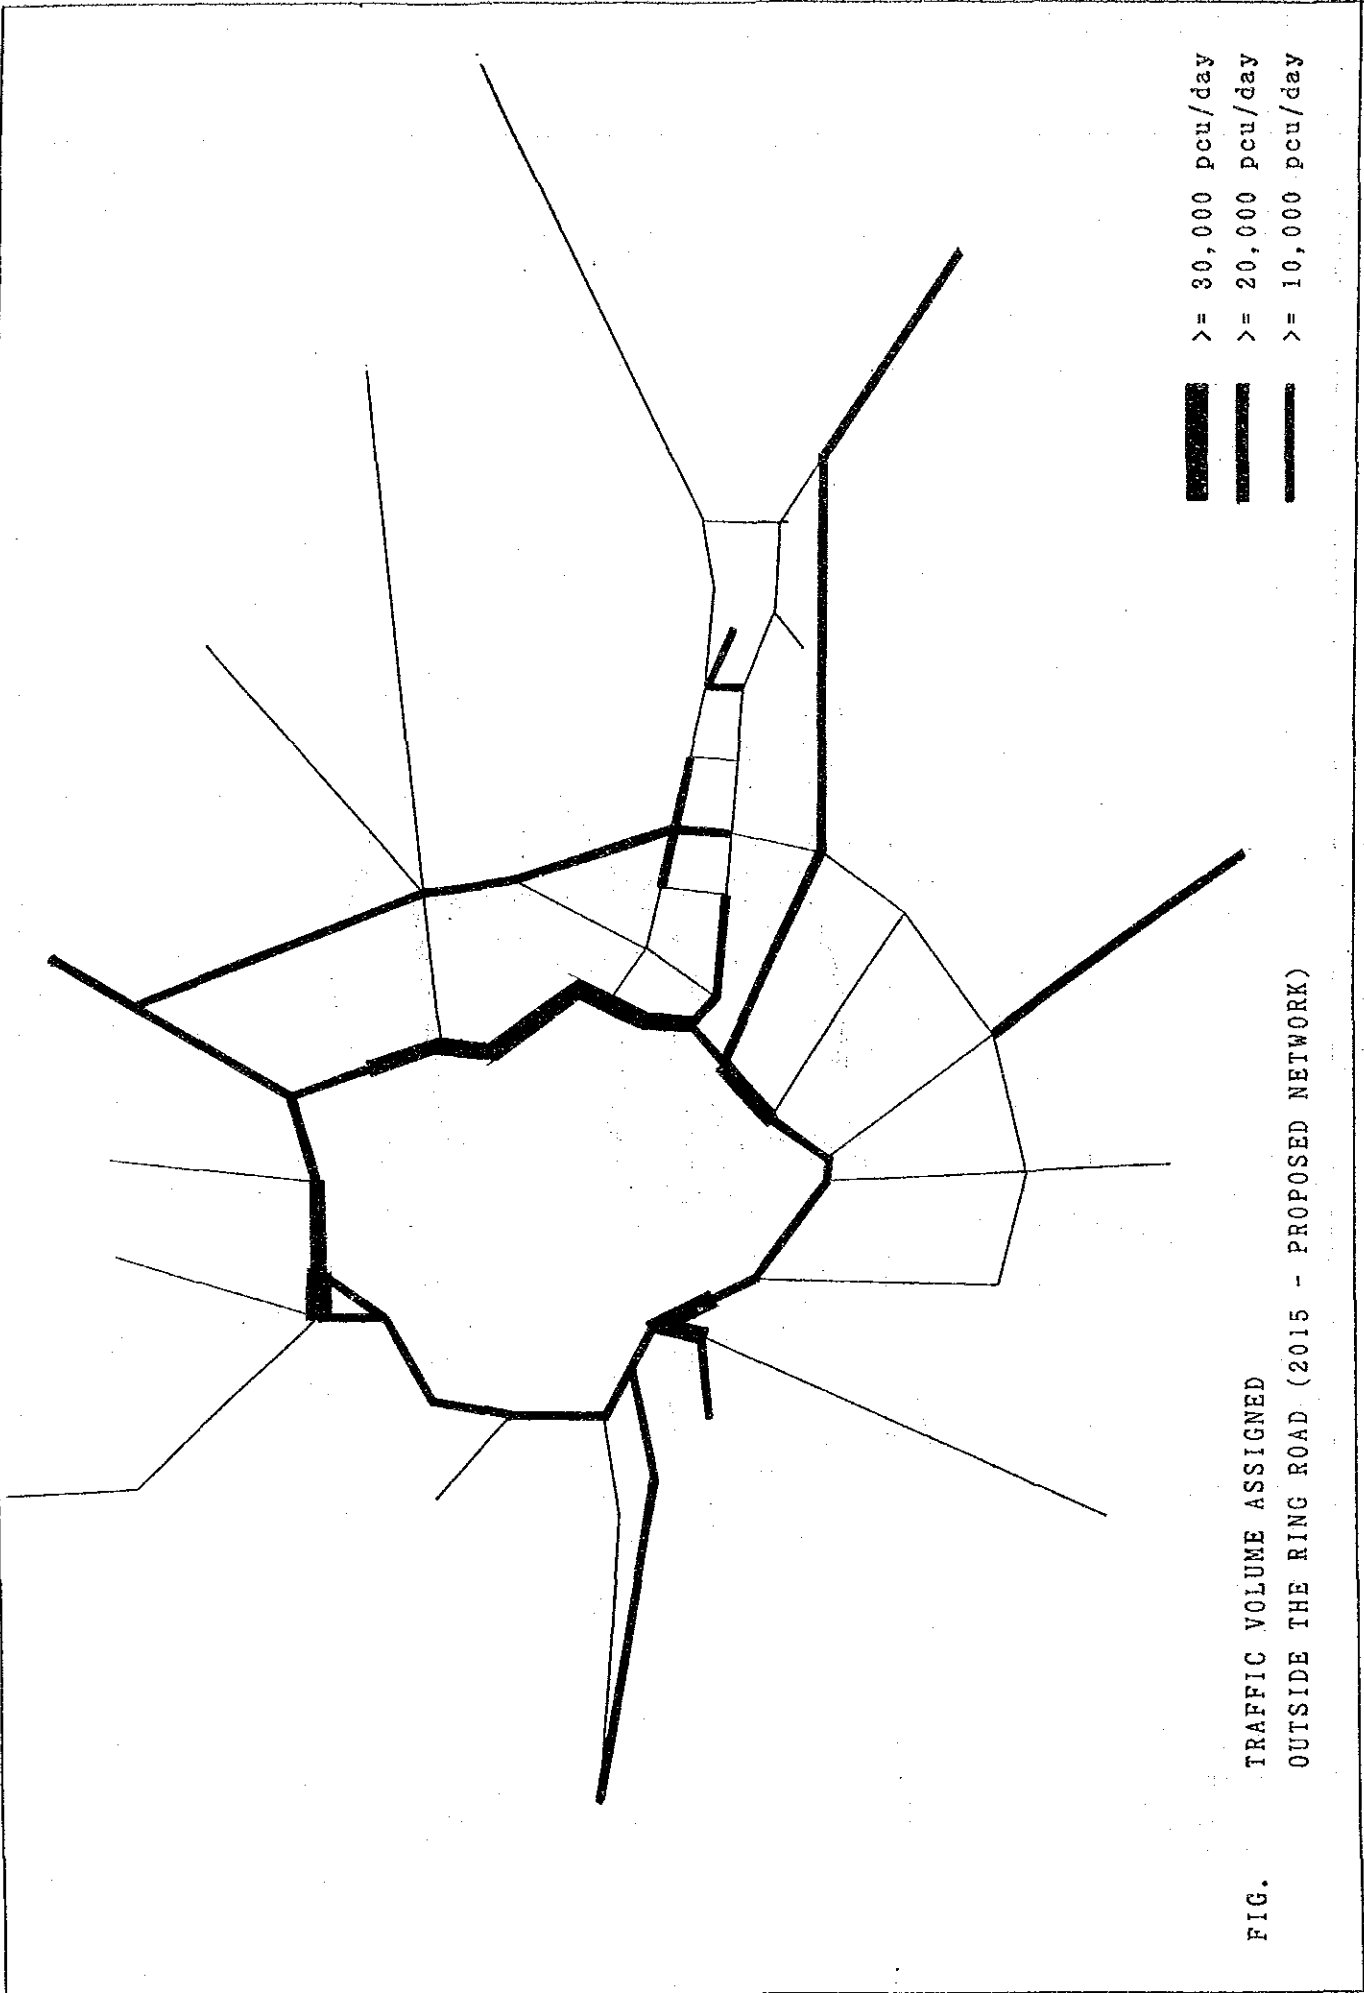 >= 30,000 pcu/day
>= 20,000 pcu/day
>= 10,000 pcu/day
FIG. TRAFFIC VOLUME ASSIGNED
OUTSIDE THE RING ROAD (2015 - PROPOSED NETWORK)